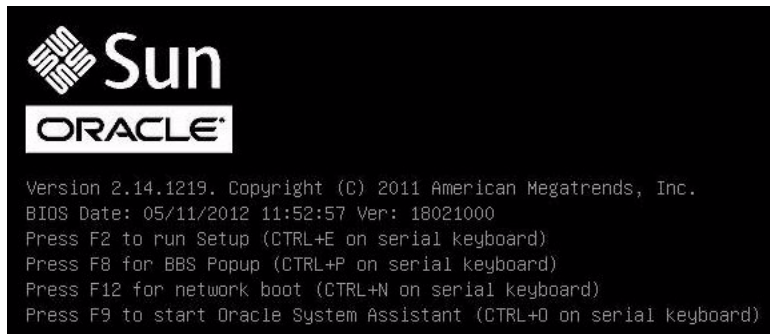 Sun
ORACLE
Version 2.14.1219. Copyright (C) 2011 American Megatrends, Inc.
BIOS Date: 05/11/2012 11:52:57 Ver: 18021000
Press F2 to run Setup (CTRL+E on serial keyboard)
Press F8 for BBS Popup (CTRL+P on serial keyboard)
Press F12 for network boot (CTRL+N on serial keyboard)
Press F9 to start Oracle System Assistant (CTRL+O on serial keyboard)